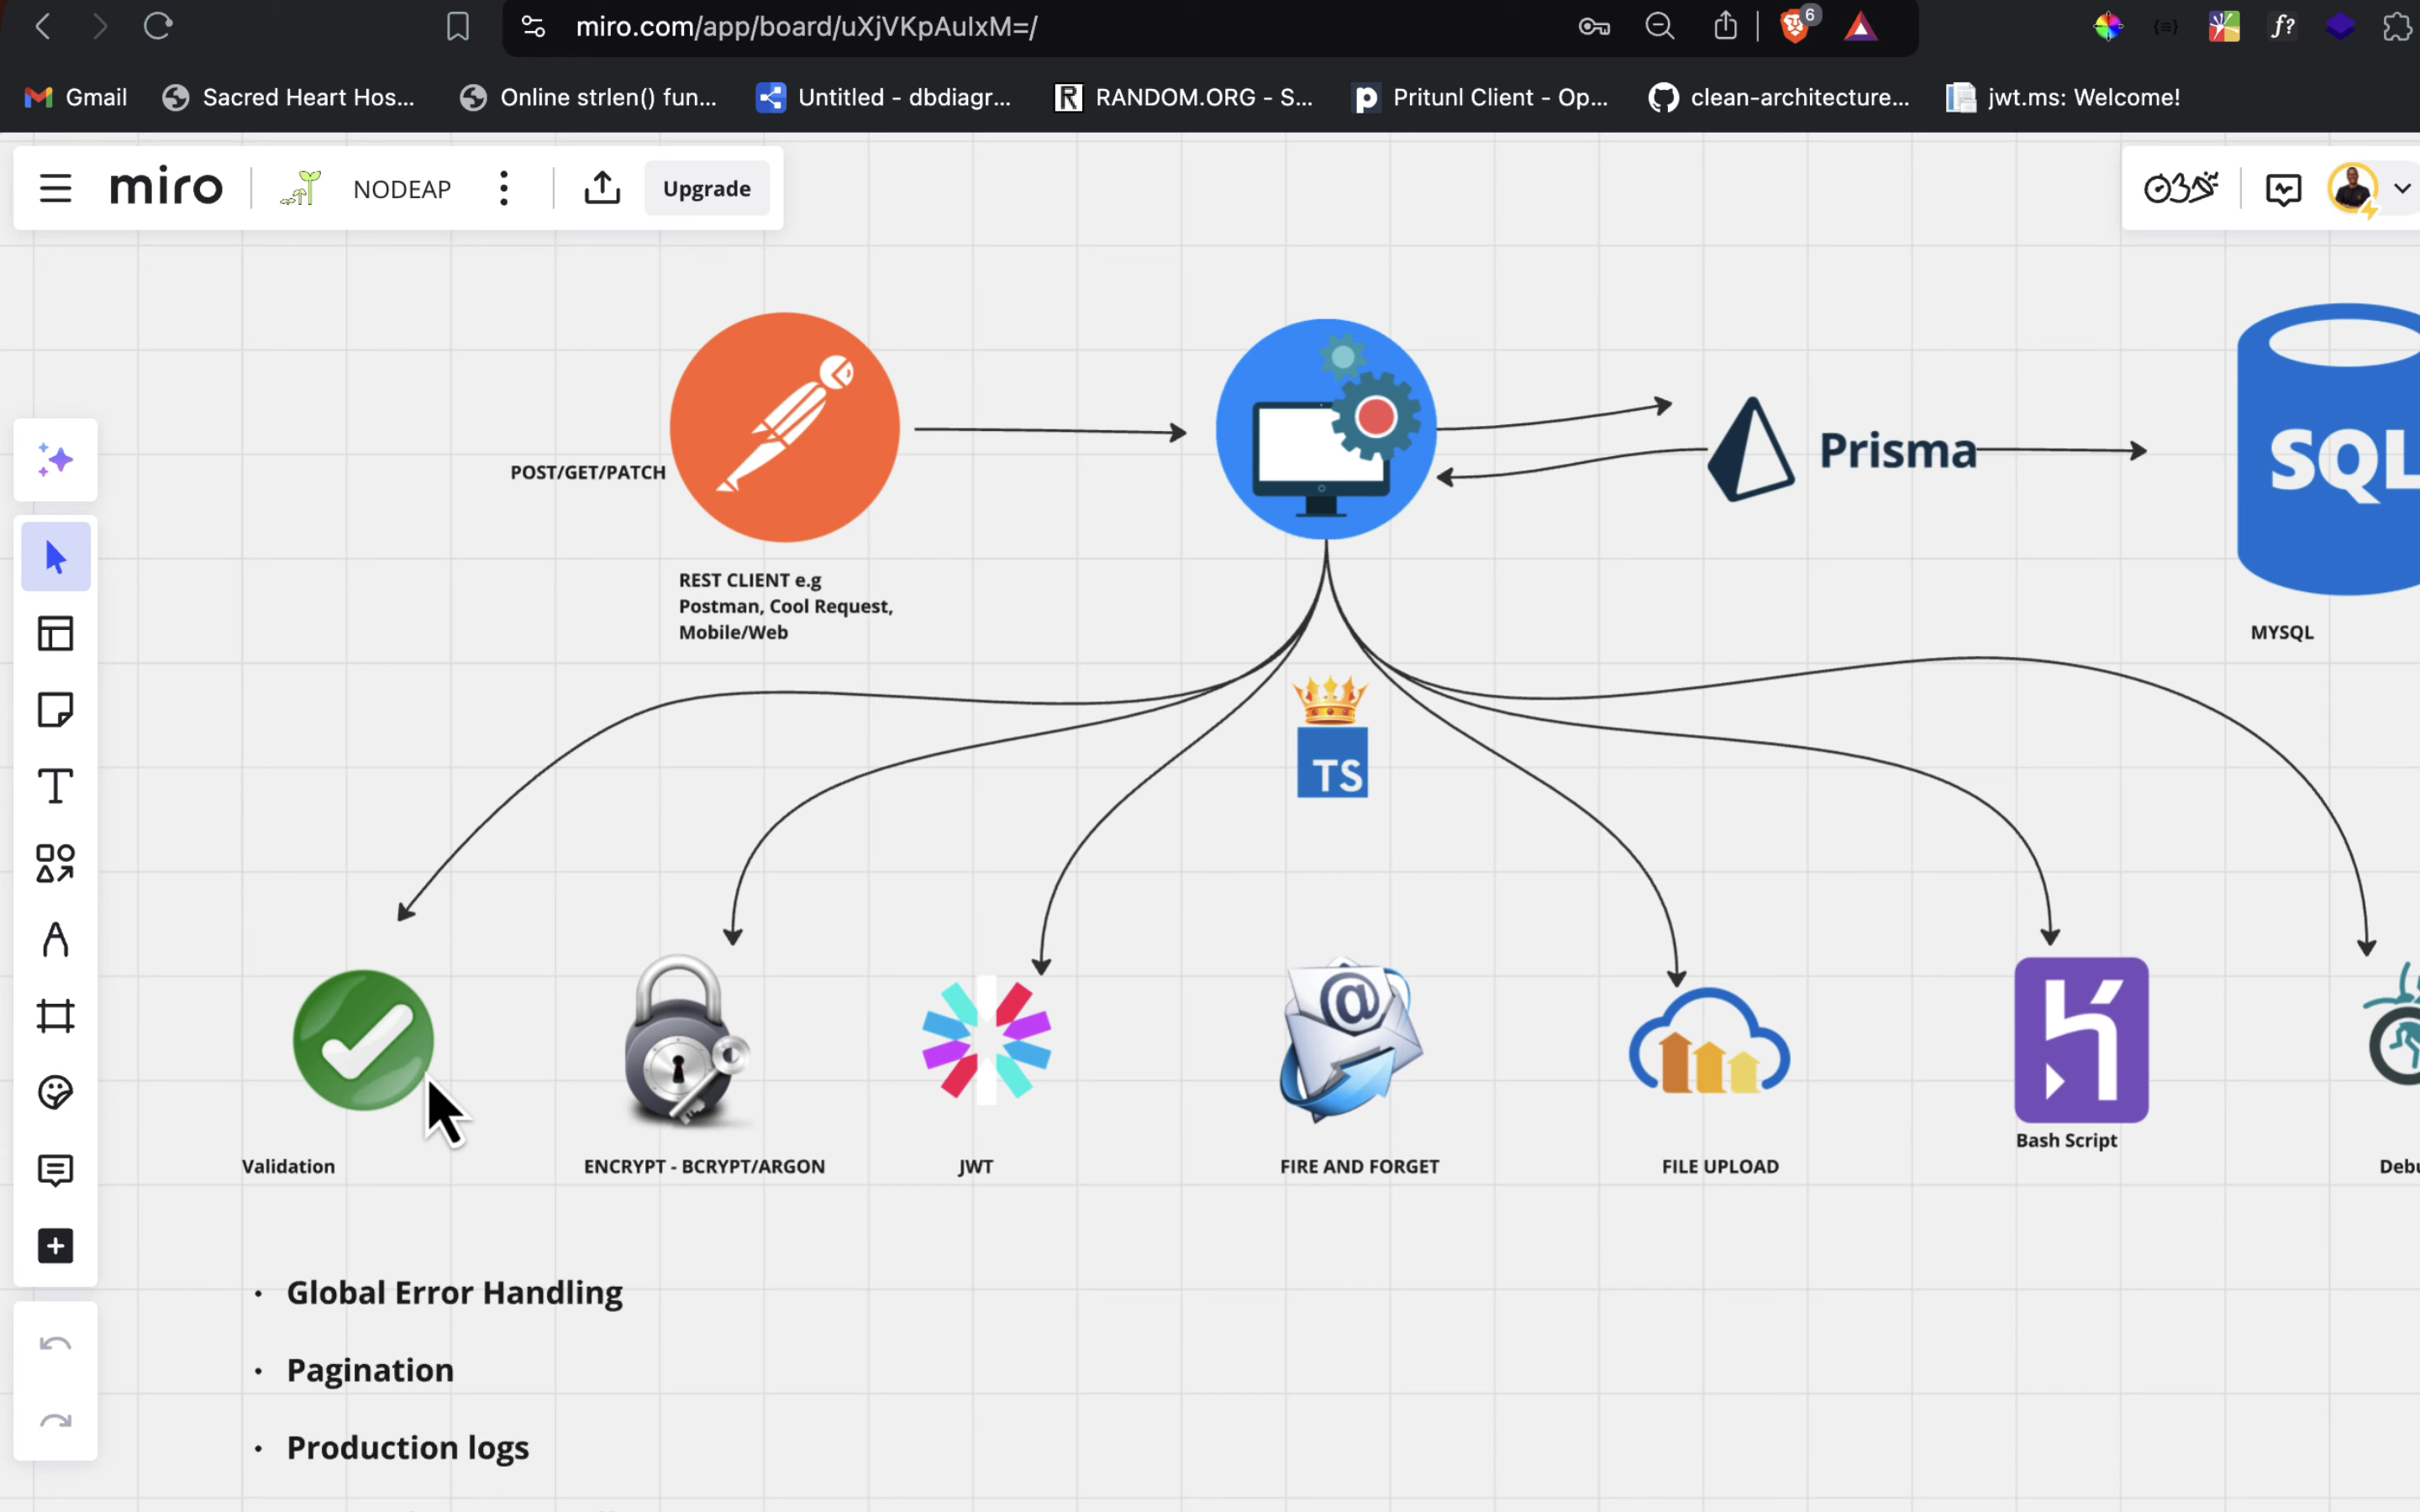 miro.com/app/board/uXjVKpAuIxM=/
6
f?
Gmail
Sacred Heart Hos...
Online strlen() fun...
Untitled - dbdiagr...
RANDOM.ORG - S...
Pritunl Client - Op...
clean-architecture...
jwt.ms: Welcome!
miro
NODEAP
Upgrade
POST/GET/PATCH
REST CLIENT e.g
Postman, Cool Request,
Mobile/Web
Prisma
SQL
MYSQL
TS
Validation
ENCRYPT - BCRYPT/ARGON
JWT
FIRE AND FORGET
FILE UPLOAD
Bash Script
Debu
• Global Error Handling
• Pagination
• Production logs